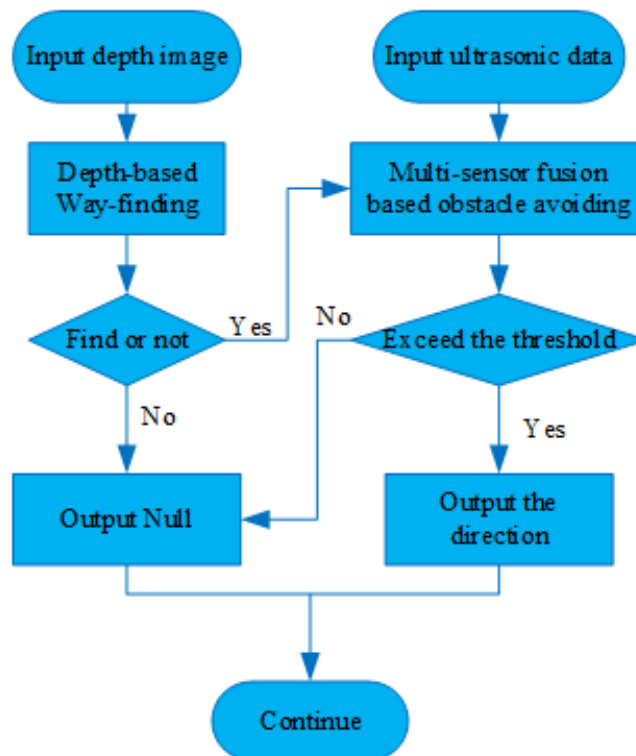 Input depth image
Input ultrasonic data
Depth-based
Way-finding
Multi-sensor fusion
based obstacle avoiding
Find or not
Yes
No
Exceed the threshold
No
Yes
Output Null
Output the
direction
Continue